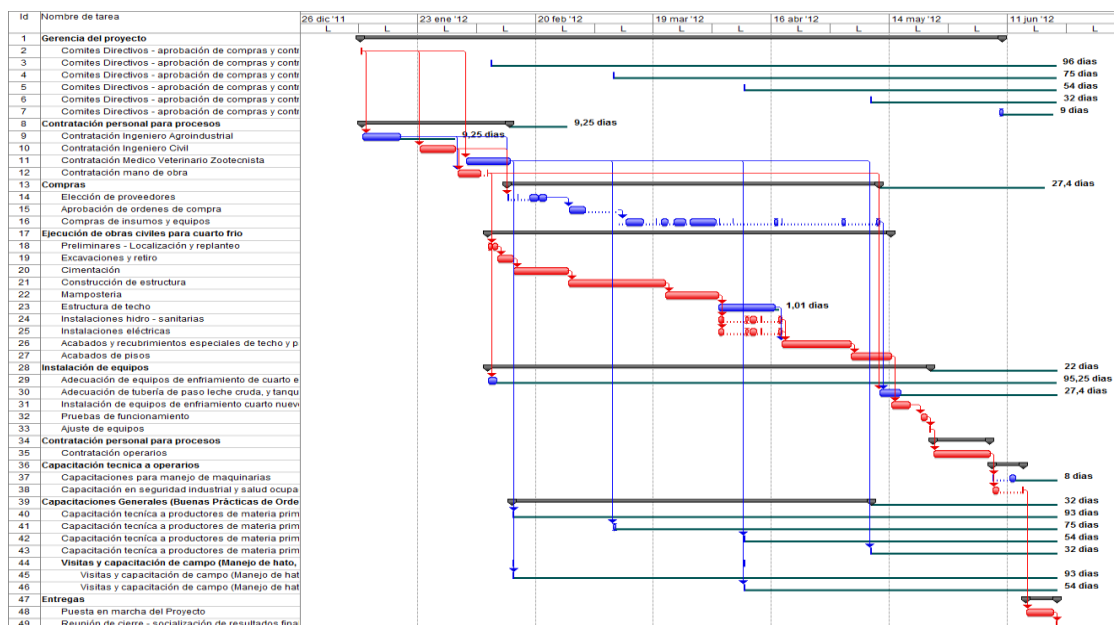 Id Nombre de tarea 26 dic '11 23 ene '12 20 feb '12 19 mar '12 16 abr '12 14 may '12 11 jun '12
L L L L L L L L L L L L L L L L L L L L
1 Gerencia del proyecto
2 Comites Directivos - aprobación de compras y contr
3 Comites Directivos - aprobación de compras y contr 96 dias
4 Comites Directivos - aprobación de compras y contr 75 dias
5 Comites Directivos - aprobación de compras y contr 54 dias
6 Comites Directivos - aprobación de compras y contr 32 dias
7 Comites Directivos - aprobación de compras y contr 9 dias
8 Contratación personal para procesos 9,25 dias
9 Contratación Ingeniero Agroindustrial 9,25 dias
10 Contratación Ingeniero Civil
11 Contratación Medico Veterinario Zootecnista
12 Contratación mano de obra
13 Compras 27,4 dias
14 Elección de proveedores
15 Aprobación de ordenes de compra
16 Compras de insumos y equipos
17 Ejecución de obras civiles para cuarto frio
18 Preliminares - Localización y replanteo
19 Excavaciones y retiro
20 Cimentación
21 Construcción de estructura
22 Mamposteria
23 Estructura de techo 1,01 dias
24 Instalaciones hidro - sanitarias
25 Instalaciones eléctricas
26 Acabados y recubrimientos especiales de techo y p
27 Acabados de pisos
28 Instalación de equipos 22 dias
29 Adecuación de equipos de enfriamiento de cuarto e 95,25 dias
30 Adecuación de tubería de paso leche cruda, y tanqu 27,4 dias
31 Instalación de equipos de enfriamiento cuarto nuev
32 Pruebas de funcionamiento
33 Ajuste de equipos
34 Contratación personal para procesos
35 Contratación operarios
36 Capacitación tecnica a operarios
37 Capacitaciones para manejo de maquinarias 8 dias
38 Capacitación en seguridad industrial y salud ocupa
39 Capacitaciones Generales (Buenas Prácticas de Orde 32 dias
40 Capacitación tecníca a productores de materia prim 93 dias
41 Capacitación tecníca a productores de materia prim 75 dias
42 Capacitación tecníca a productores de materia prim 54 dias
43 Capacitación tecníca a productores de materia prim 32 dias
44 Visitas y capacitación de campo (Manejo de hato,
45 Visitas y capacitación de campo (Manejo de hat 93 dias
46 Visitas y capacitación de campo (Manejo de hat 54 dias
47 Entregas
48 Puesta en marcha del Proyecto
49 Reunión de cierre - socialización de resultados fina